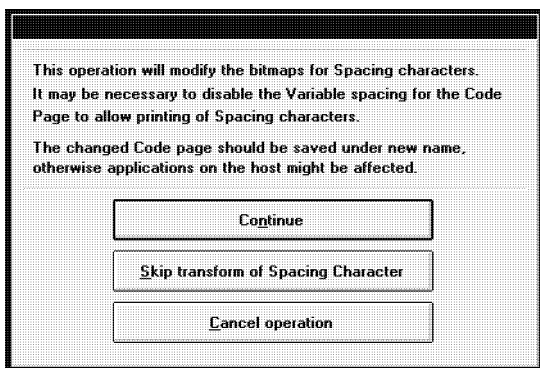 This operation will modify the bitmaps for Spacing characters.
It may be necessary to disable the Variable spacing for the Code
Page to allow printing of Spacing characters.
The changed Code page should be saved under new name,
otherwise applications on the host might be affected.
Continue
Skip transform of Spacing Character
Cancel operation